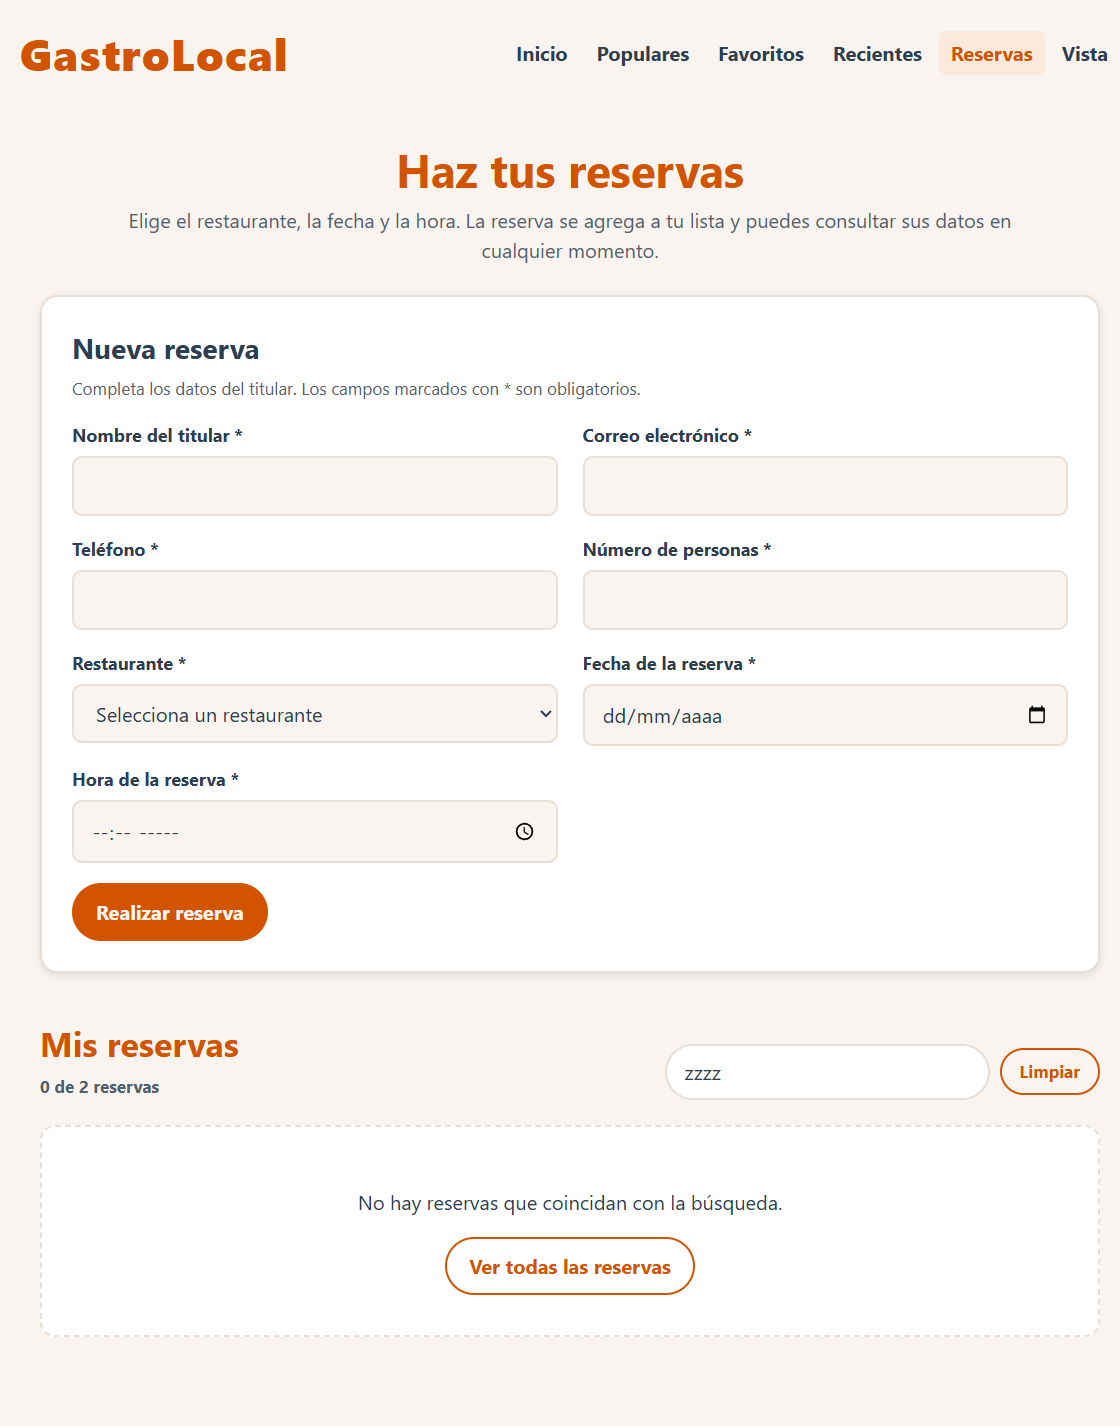 GastroLocal
Inicio Populares Favoritos Recientes Reservas Vista
Haz tus reservas
Elige el restaurante, la fecha y la hora. La reserva se agrega a tu lista y puedes consultar sus datos en
cualquier momento.
Nueva reserva
Completa los datos del titular. Los campos marcados con * son obligatorios.
Nombre del titular *
Correo electrónico *
Teléfono *
Número de personas *
Restaurante *
Selecciona un restaurante
Fecha de la reserva *
dd/mm/aaaa
Hora de la reserva *
--:-- -----
Realizar reserva
Mis reservas
0 de 2 reservas
zzzz
Limpiar
No hay reservas que coincidan con la búsqueda.
Ver todas las reservas